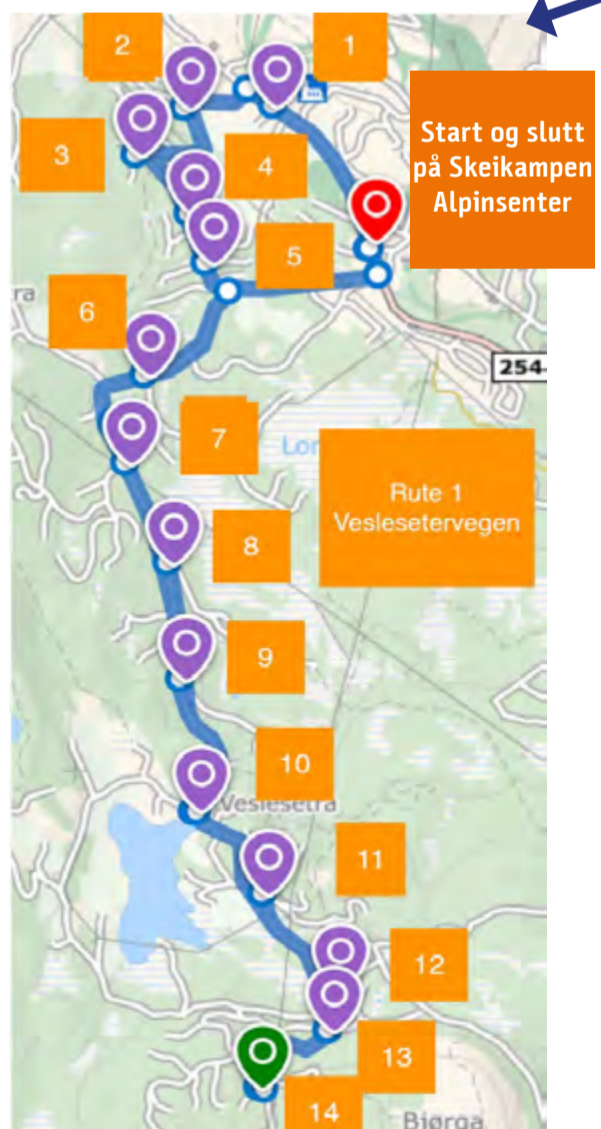 2
1
Start og slutt
på Skeikampen
Alpinsenter
3
4
5
ra
6
254
7
Lor
Rute 1
Veslesetervegen
8
9
10
Veslesetra
11
12
13
14
Bjørga